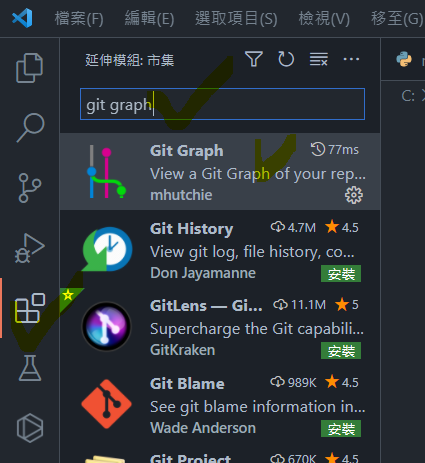 檔案(F) 編輯(E) 選取項目(S) 檢視(V) 移至(G)
延伸模組: 市集
git graph
C:
Git Graph 77ms
View a Git Graph of your rep...
mhutchie
Git History 4.7M 4.5
View git log, file history, co...
Don Jayamanne 安裝
GitLens — Gi... 11.1M 5
Supercharge the Git capabili...
GitKraken 安裝
Git Blame 989K 4.5
See git blame information in...
Wade Anderson 安裝
Git Project 670K 4.5